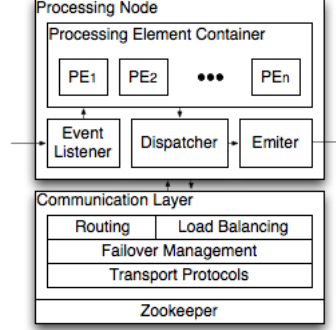 Processing Node
Processing Element Container
PE1 PE2 ••• PEn
Event Listener Dispatcher Emiter
Communication Layer
Routing Load Balancing
Failover Management
Transport Protocols
Zookeeper